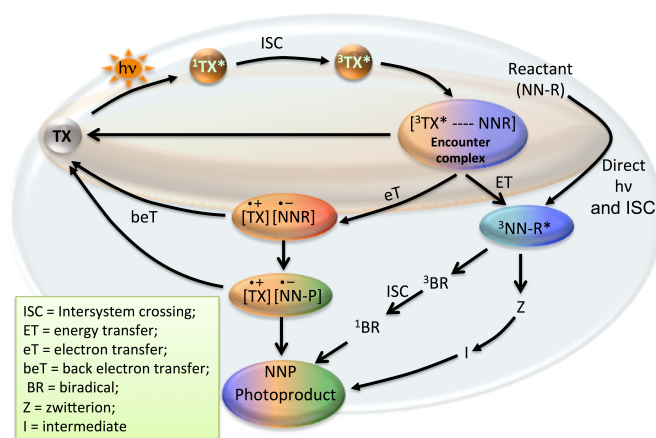 ISC
hν
¹TX*
³TX*
Reactant
(NN-R)
TX
[³TX* ---- NNR]
Encounter
complex
ET
eT
Direct
hν
and ISC
beT
•+ •−
[TX] [NNR]
³NN-R*
•+ •−
[TX] [NN-P]
³BR
ISC
Z
¹BR
I
NNP
Photoproduct
ISC = Intersystem crossing;
ET = energy transfer;
eT = electron transfer;
beT = back electron transfer;
BR = biradical;
Z = zwitterion;
I = intermediate